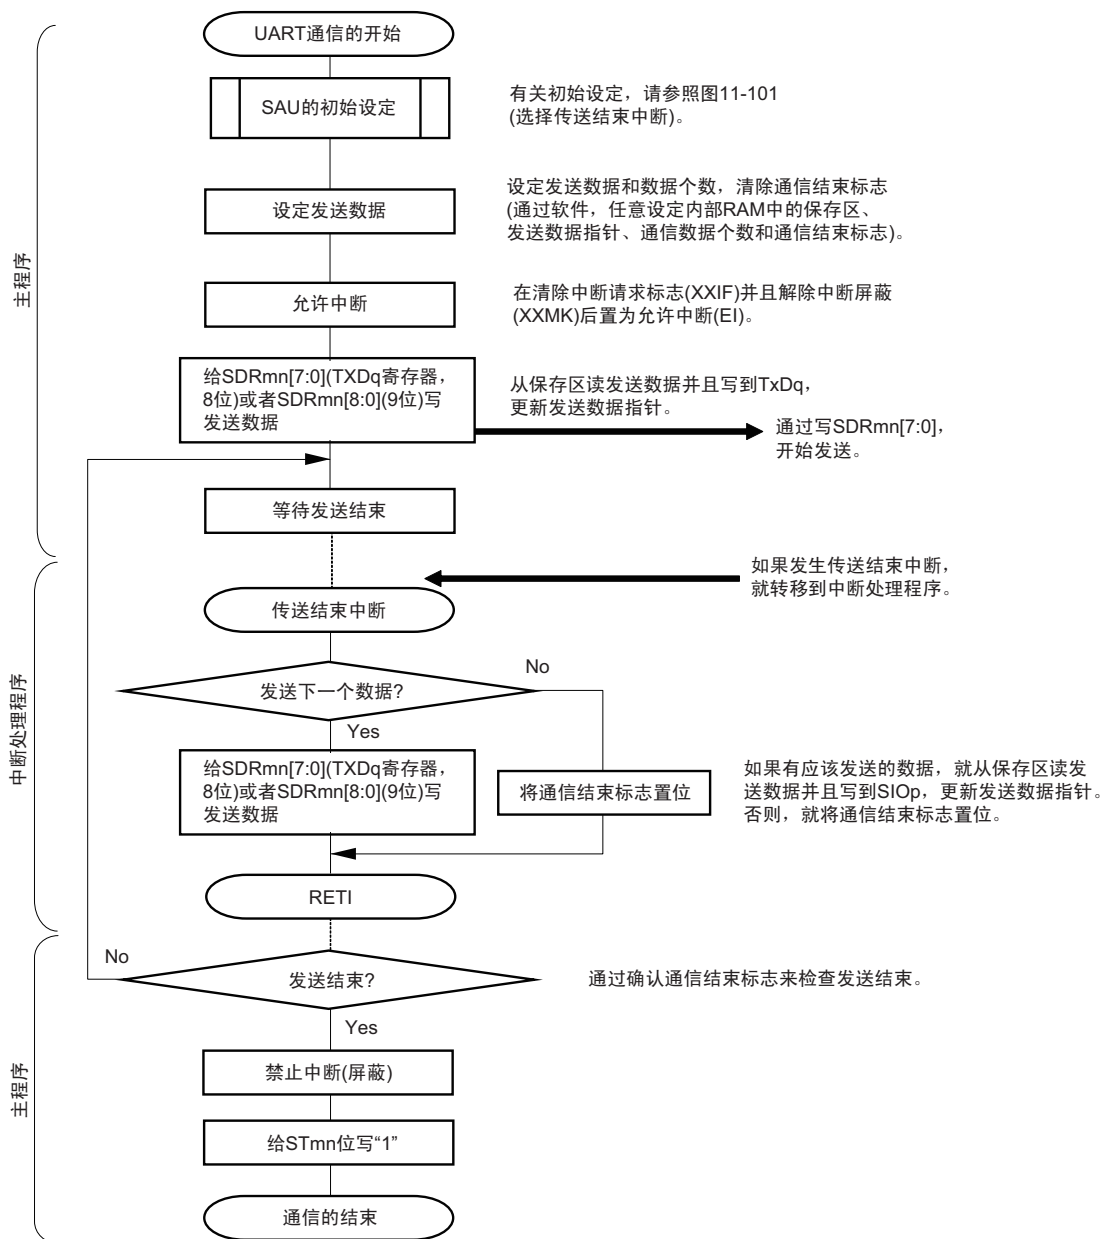 UART通信的开始
SAU的初始设定
有关初始设定，请参照图11-101
(选择传送结束中断)。
设定发送数据
设定发送数据和数据个数，清除通信结束标志
(通过软件，任意设定内部RAM中的保存区、
发送数据指针、通信数据个数和通信结束标志)。
主程序
允许中断
在清除中断请求标志(XXIF)并且解除中断屏蔽
(XXMK)后置为允许中断(EI)。
给SDRmn[7:0](TXDq寄存器，
8位)或者SDRmn[8:0](9位)写
发送数据
从保存区读发送数据并且写到TxDq，
更新发送数据指针。
通过写SDRmn[7:0]，
开始发送。
等待发送结束
如果发生传送结束中断，
就转移到中断处理程序。
传送结束中断
No
发送下一个数据?
Yes
中断处理程序
给SDRmn[7:0](TXDq寄存器，
8位)或者SDRmn[8:0](9位)写
发送数据
将通信结束标志置位
如果有应该发送的数据，就从保存区读发
送数据并且写到SIOp，更新发送数据指针。
否则，就将通信结束标志置位。
RETI
No
发送结束?
通过确认通信结束标志来检查发送结束。
Yes
主程序
禁止中断(屏蔽)
给STmn位写“1”
通信的结束